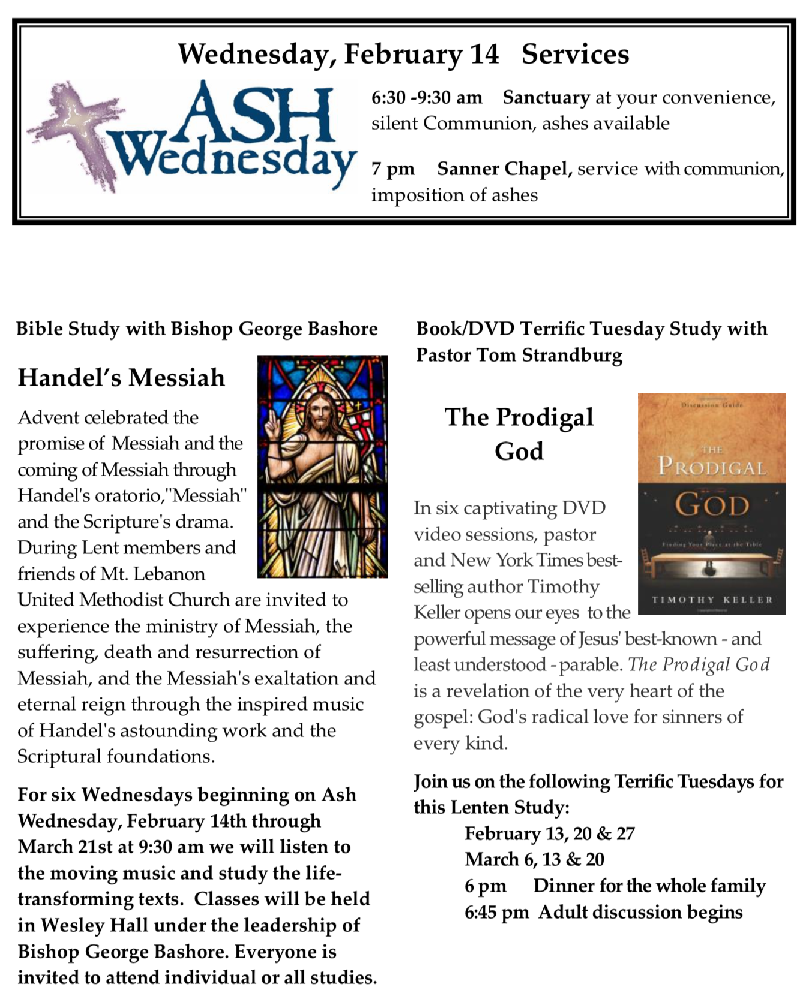 Wednesday, February 14 Services
ASH
Wednesday
6:30 -9:30 am Sanctuary at your convenience,
silent Communion, ashes available
7 pm Sanner Chapel, service with communion,
imposition of ashes
Bible Study with Bishop George Bashore
Handel's Messiah
Advent celebrated the
promise of Messiah and the
coming of Messiah through
Handel's oratorio,"Messiah"
and the Scripture's drama.
During Lent members and
friends of Mt. Lebanon
United Methodist Church are invited to
experience the ministry of Messiah, the
suffering, death and resurrection of
Messiah, and the Messiah's exaltation and
eternal reign through the inspired music
of Handel's astounding work and the
Scriptural foundations.
For six Wednesdays beginning on Ash
Wednesday, February 14th through
March 21st at 9:30 am we will listen to
the moving music and study the life-
transforming texts. Classes will be held
in Wesley Hall under the leadership of
Bishop George Bashore. Everyone is
invited to attend individual or all studies.
Book/DVD Terrific Tuesday Study with
Pastor Tom Strandburg
The Prodigal
God
Discussion Guide
THE
PRODIGAL
GOD
Finding Your Place at the Table
TIMOTHY KELLER
In six captivating DVD
video sessions, pastor
and New York Times best-
selling author Timothy
Keller opens our eyes to the
powerful message of Jesus' best-known - and
least understood - parable. The Prodigal God
is a revelation of the very heart of the
gospel: God's radical love for sinners of
every kind.
Join us on the following Terrific Tuesdays for
this Lenten Study:
February 13, 20 & 27
March 6, 13 & 20
6 pm Dinner for the whole family
6:45 pm Adult discussion begins